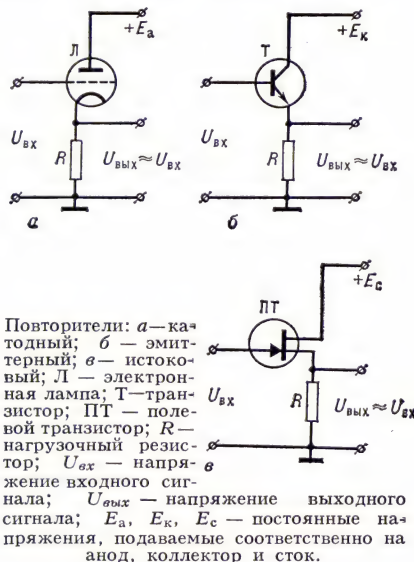 +Eа
Л
Uвх
R
Uвых≈Uвх
а
+Eк
Т
Uвх
R
Uвых≈Uвх
б
+Eс
ПТ
Uвх
R
Uвых≈Uвх
в
Повторители: а—ка-
тодный; б — эмит-
терный; в— истоко-
вый; Л — электрон-
ная лампа; Т—тран-
зистор; ПТ — поле-
вой транзистор; R—
нагрузочный резис-
тор; Uвх — напря-
жение входного сиг-
нала; Uвых — напряжение выходного
сигнала; Eа, Eк, Eс — постоянные на-
пряжения, подаваемые соответственно на
анод, коллектор и сток.